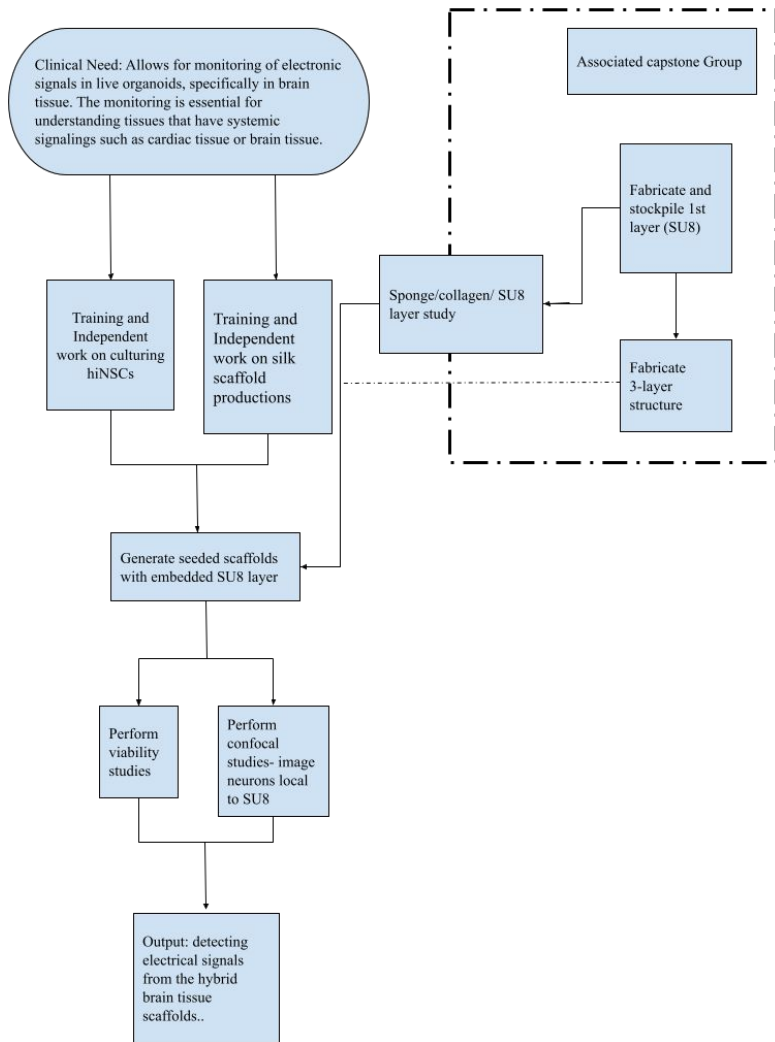 Clinical Need: Allows for monitoring of electronic
signals in live organoids, specifically in brain
tissue. The monitoring is essential for
understanding tissues that have systemic
signalings such as cardiac tissue or brain tissue.
Associated capstone Group
Fabricate and
stockpile 1st
layer (SU8)
Sponge/collagen/ SU8
layer study
Training and
Independent
work on culturing
hiNSCs
Training and
Independent
work on silk
scaffold
productions
Fabricate
3-layer
structure
Generate seeded scaffolds
with embedded SU8 layer
Perform
viability
studies
Perform
confocal
studies- image
neurons local
to SU8
Output: detecting
electrical signals
from the hybrid
brain tissue
scaffolds..